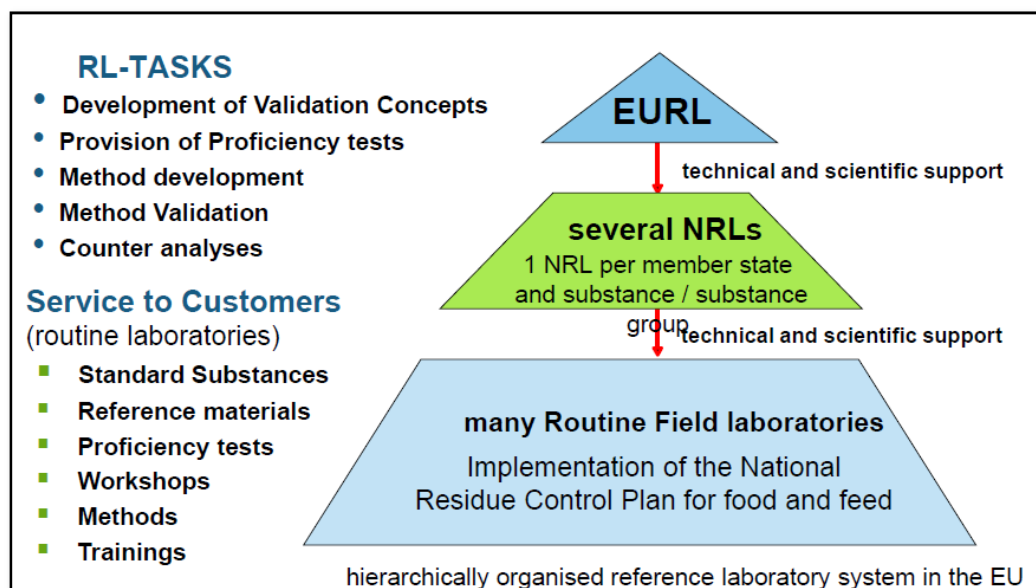 RL-TASKS
Development of Validation Concepts
Provision of Proficiency tests
Method development
Method Validation
Counter analyses
Service to Customers
(routine laboratories)
Standard Substances
Reference materials
Proficiency tests
Workshops
Methods
Trainings
EURL
technical and scientific support
several NRLs
1 NRL per member state
and substance / substance
group
technical and scientific support
many Routine Field laboratories
Implementation of the National
Residue Control Plan for food and feed
hierarchically organised reference laboratory system in the EU